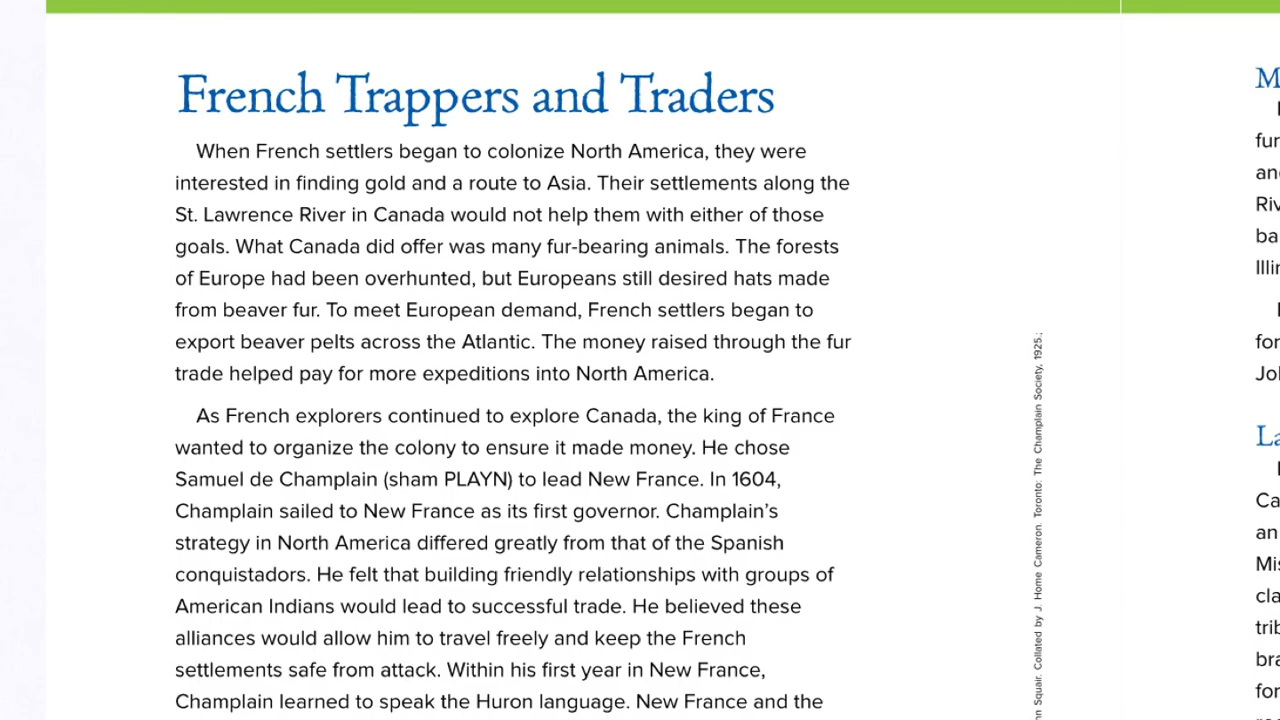 French Trappers and Traders
When French settlers began to colonize North America, they were
interested in finding gold and a route to Asia. Their settlements along the
St. Lawrence River in Canada would not help them with either of those
goals. What Canada did offer was many fur-bearing animals. The forests
of Europe had been overhunted, but Europeans still desired hats made
from beaver fur. To meet European demand, French settlers began to
export beaver pelts across the Atlantic. The money raised through the fur
trade helped pay for more expeditions into North America.
As French explorers continued to explore Canada, the king of France
wanted to organize the colony to ensure it made money. He chose
Samuel de Champlain (sham PLAYN) to lead New France. In 1604,
Champlain sailed to New France as its first governor. Champlain’s
strategy in North America differed greatly from that of the Spanish
conquistadors. He felt that building friendly relationships with groups of
American Indians would lead to successful trade. He believed these
alliances would allow him to travel freely and keep the French
settlements safe from attack. Within his first year in New France,
Champlain learned to speak the Huron language. New France and the
Squair. Collated by J. Home Cameron. Toronto: The Champlain Society, 1925.;